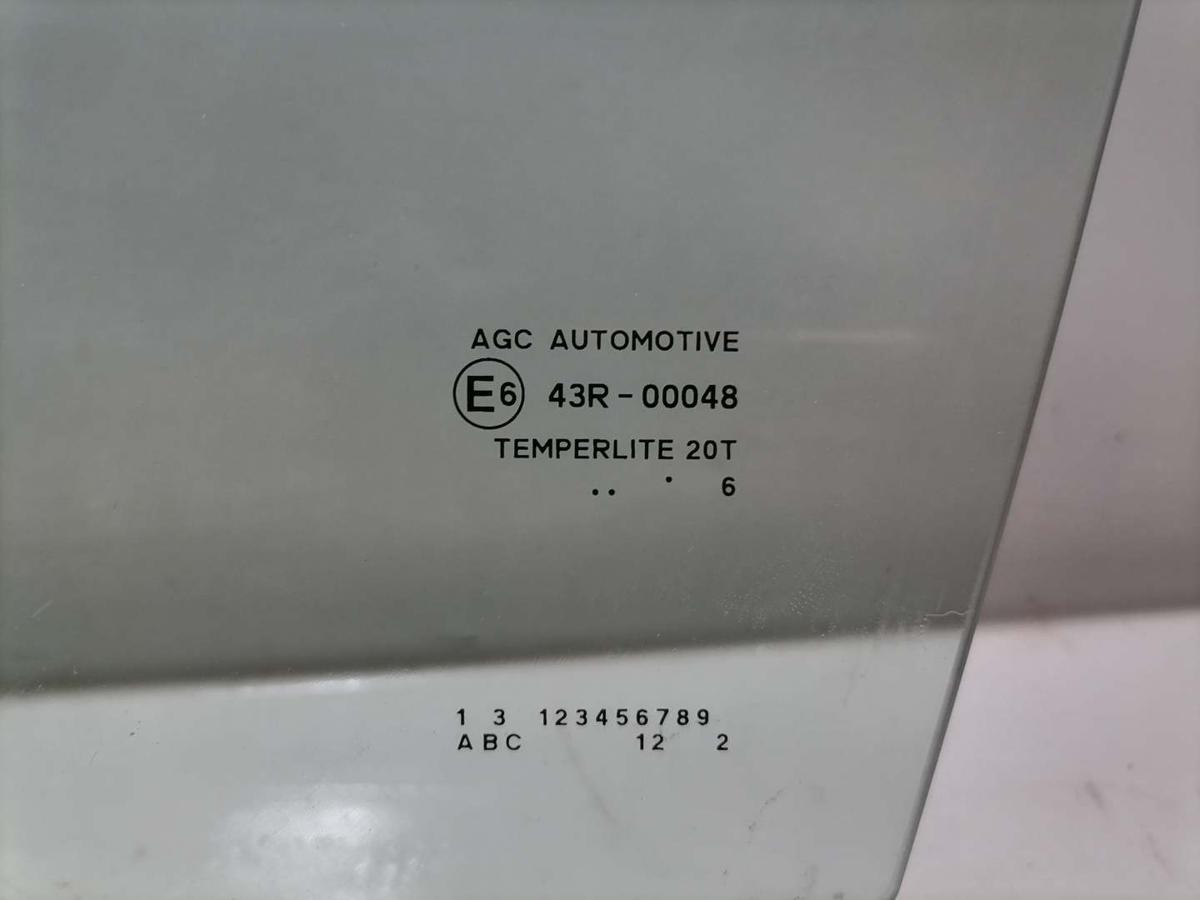 AGC AUTOMOTIVE
E6 43R-00048
TEMPERLITE 20T
.. · 6
1 3 123456789
ABC 12 2